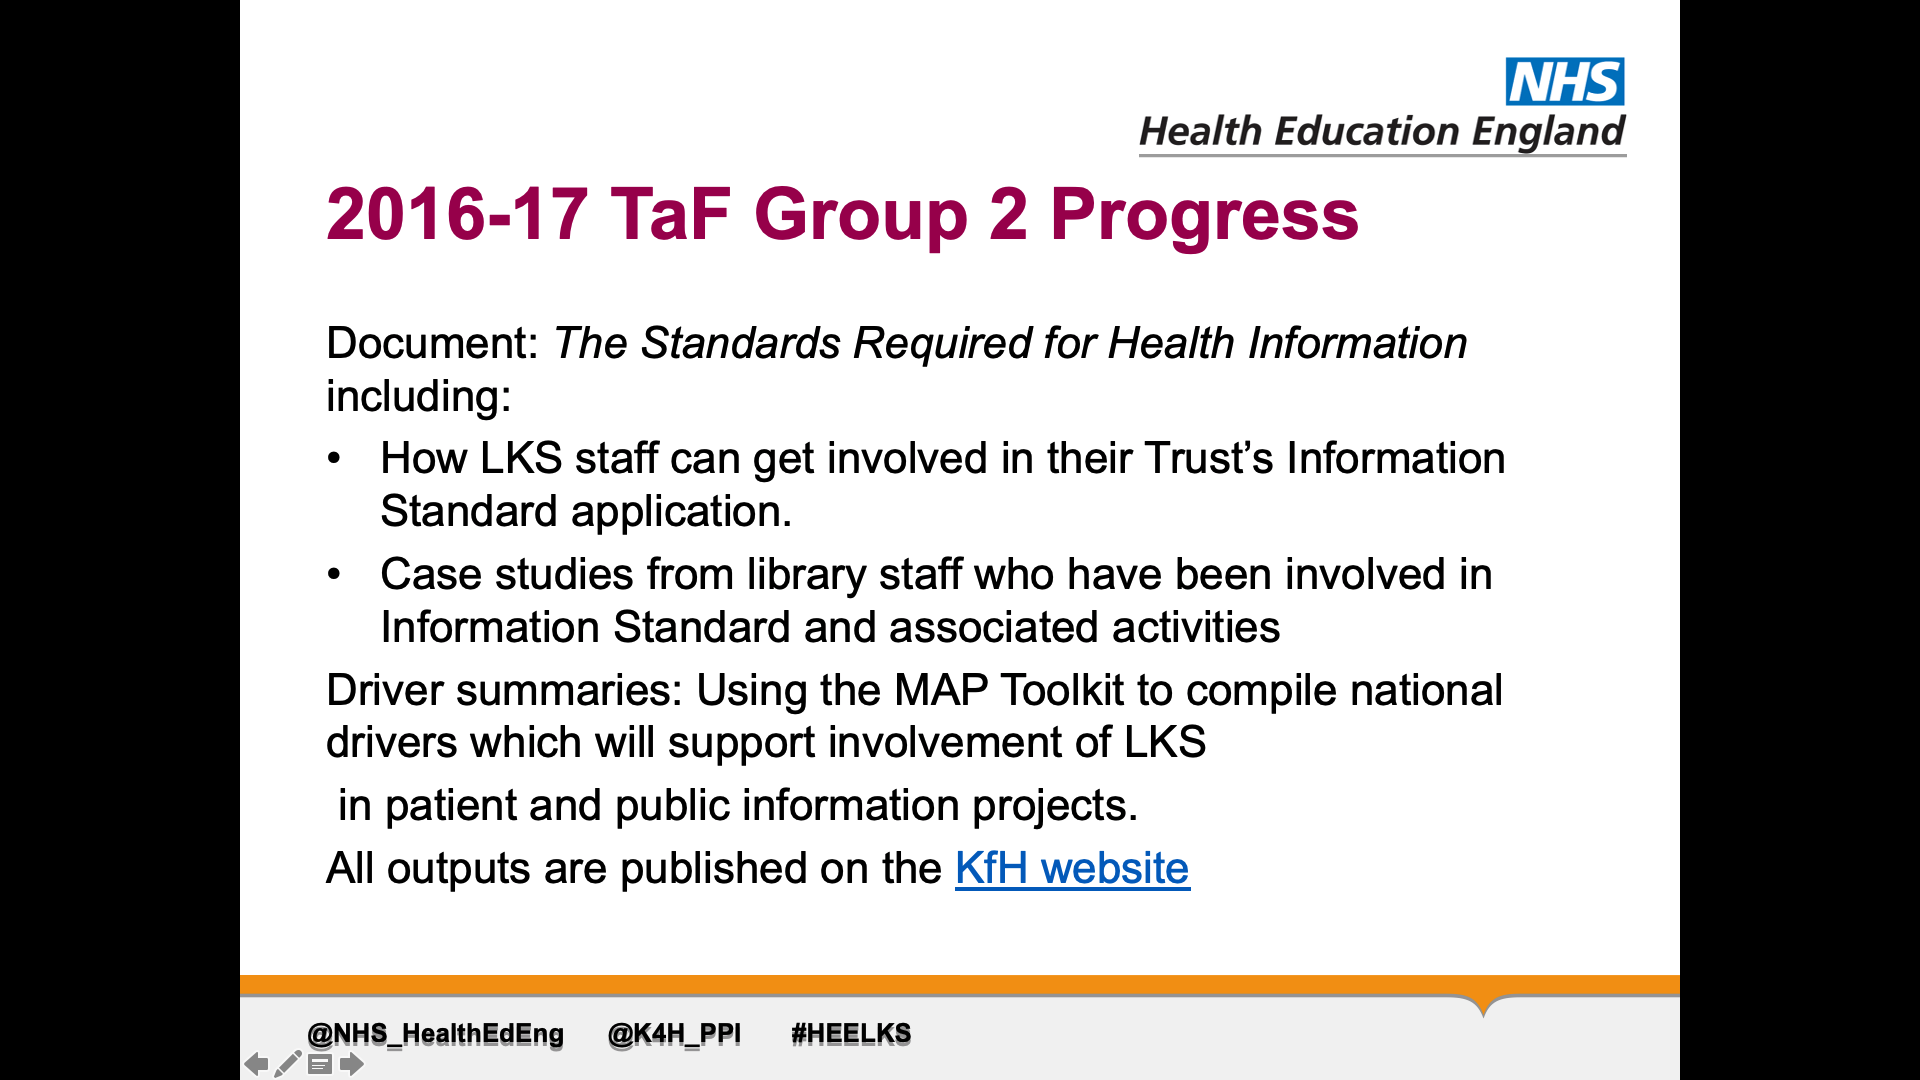 NHS
Health Education England
2016-17 TaF Group 2 Progress
Document: The Standards Required for Health Information
including:
• How LKS staff can get involved in their Trust’s Information
Standard application.
• Case studies from library staff who have been involved in
Information Standard and associated activities
Driver summaries: Using the MAP Toolkit to compile national
drivers which will support involvement of LKS
in patient and public information projects.
All outputs are published on the KfH website
@NHS_HealthEdEng @K4H_PPI #HEELKS